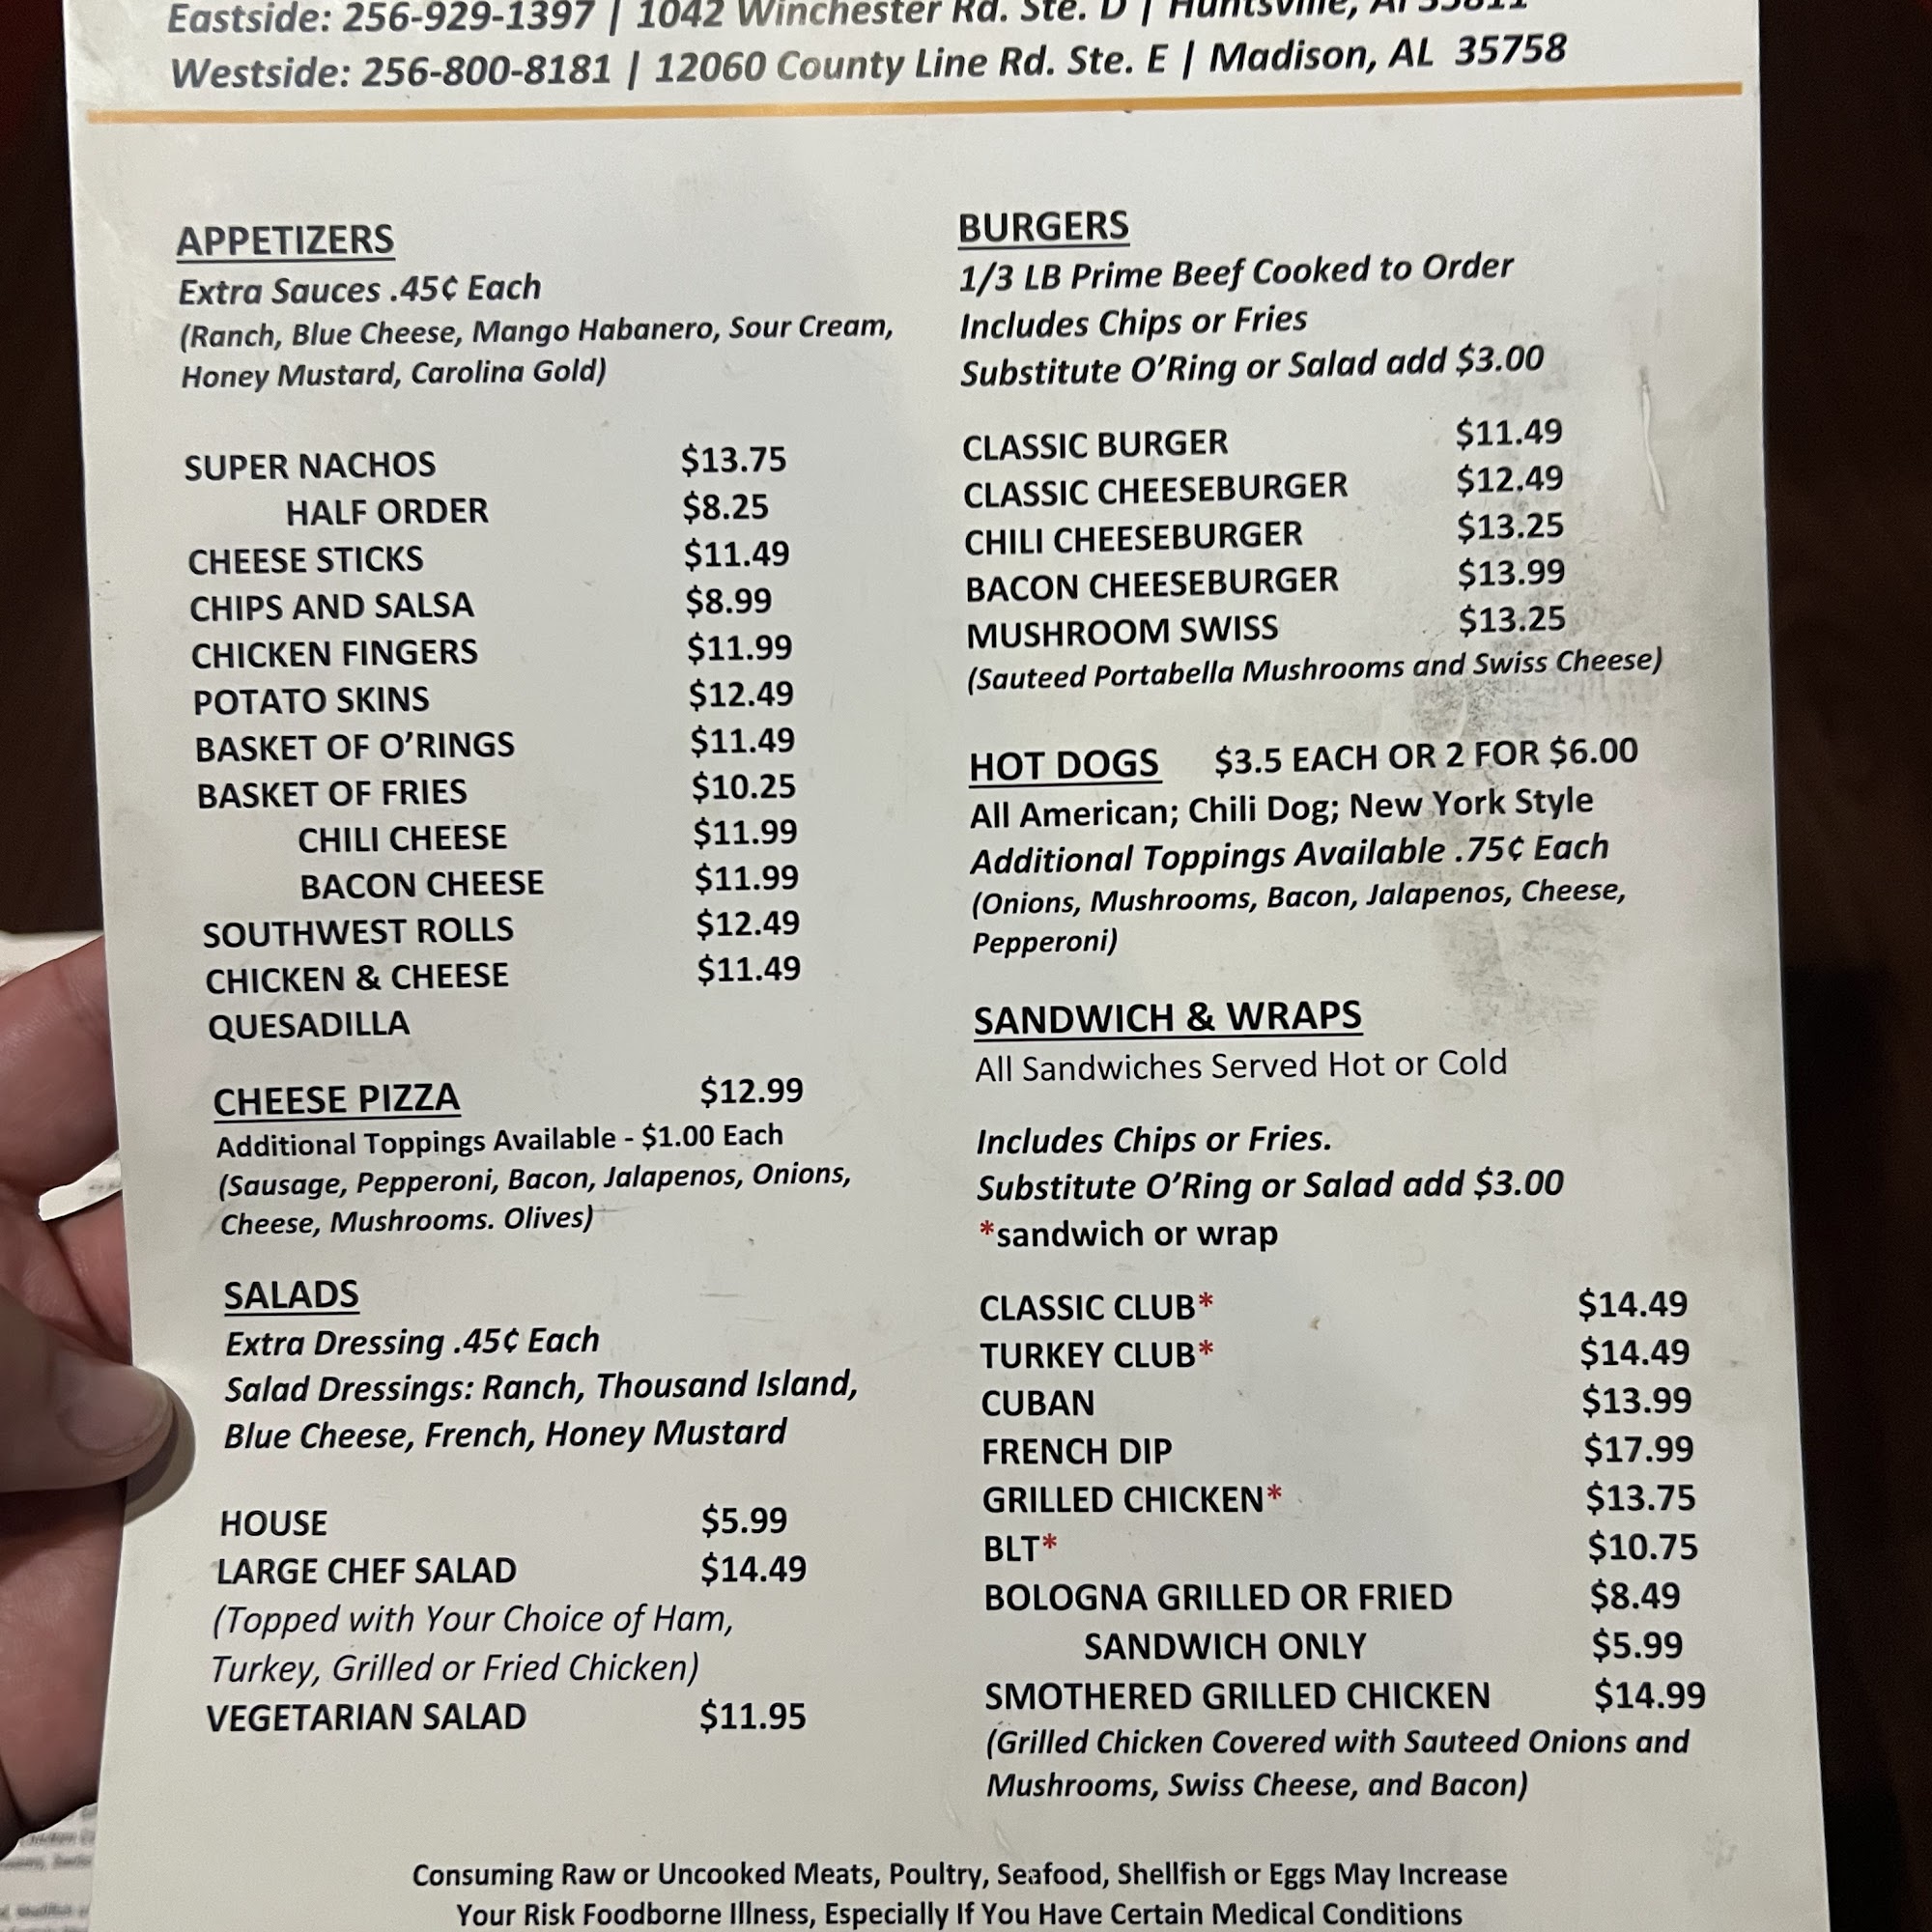 Eastside: 256-929-1397 | 1042 Winchester Rd. Ste. D | Huntsville, Al 35811
Westside: 256-800-8181 | 12060 County Line Rd. Ste. E | Madison, AL 35758
APPETIZERS
Extra Sauces .45¢ Each
(Ranch, Blue Cheese, Mango Habanero, Sour Cream,
Honey Mustard, Carolina Gold)
SUPER NACHOS $13.75
HALF ORDER $8.25
CHEESE STICKS $11.49
CHIPS AND SALSA $8.99
CHICKEN FINGERS $11.99
POTATO SKINS $12.49
BASKET OF O’RINGS $11.49
BASKET OF FRIES $10.25
CHILI CHEESE $11.99
BACON CHEESE $11.99
SOUTHWEST ROLLS $12.49
CHICKEN & CHEESE $11.49
QUESADILLA
CHEESE PIZZA $12.99
Additional Toppings Available - $1.00 Each
(Sausage, Pepperoni, Bacon, Jalapenos, Onions,
Cheese, Mushrooms. Olives)
SALADS
Extra Dressing .45¢ Each
Salad Dressings: Ranch, Thousand Island,
Blue Cheese, French, Honey Mustard
HOUSE $5.99
LARGE CHEF SALAD $14.49
(Topped with Your Choice of Ham,
Turkey, Grilled or Fried Chicken)
VEGETARIAN SALAD $11.95
BURGERS
1/3 LB Prime Beef Cooked to Order
Includes Chips or Fries
Substitute O’Ring or Salad add $3.00
CLASSIC BURGER $11.49
CLASSIC CHEESEBURGER $12.49
CHILI CHEESEBURGER $13.25
BACON CHEESEBURGER $13.99
MUSHROOM SWISS $13.25
(Sauteed Portabella Mushrooms and Swiss Cheese)
HOT DOGS $3.5 EACH OR 2 FOR $6.00
All American; Chili Dog; New York Style
Additional Toppings Available .75¢ Each
(Onions, Mushrooms, Bacon, Jalapenos, Cheese,
Pepperoni)
SANDWICH & WRAPS
All Sandwiches Served Hot or Cold
Includes Chips or Fries.
Substitute O’Ring or Salad add $3.00
*sandwich or wrap
CLASSIC CLUB* $14.49
TURKEY CLUB* $14.49
CUBAN $13.99
FRENCH DIP $17.99
GRILLED CHICKEN* $13.75
BLT* $10.75
BOLOGNA GRILLED OR FRIED $8.49
SANDWICH ONLY $5.99
SMOTHERED GRILLED CHICKEN $14.99
(Grilled Chicken Covered with Sauteed Onions and
Mushrooms, Swiss Cheese, and Bacon)
Consuming Raw or Uncooked Meats, Poultry, Seafood, Shellfish or Eggs May Increase
Your Risk Foodborne Illness, Especially If You Have Certain Medical Conditions